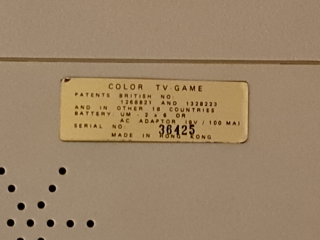 COLOR TV-GAME
PATENTS BRITISH NO.
1268821 AND 1328223
AND IN OTHER 18 COUNTRIES
BATTERY: UM - 2 x 6 OR
AC ADAPTOR (9V / 100 MA)
SERIAL NO. 36425
MADE IN HONG KONG